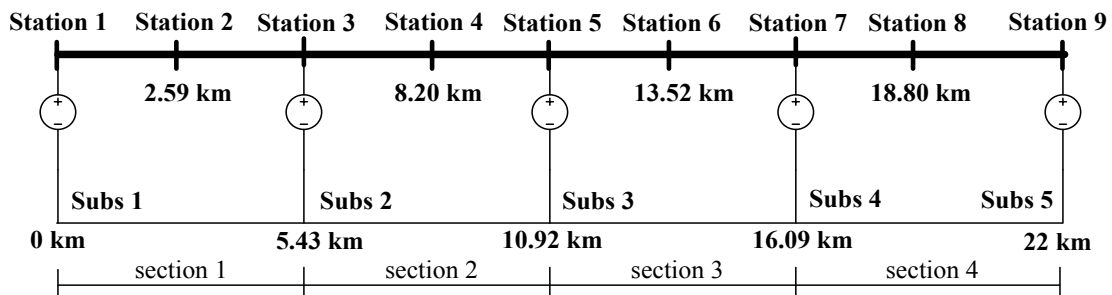 Station 1 Station 2 Station 3 Station 4 Station 5 Station 6 Station 7 Station 8 Station 9
2.59 km 8.20 km 13.52 km 18.80 km
+ + + + +
− − − − −
Subs 1 Subs 2 Subs 3 Subs 4 Subs 5
0 km 5.43 km 10.92 km 16.09 km 22 km
section 1 section 2 section 3 section 4